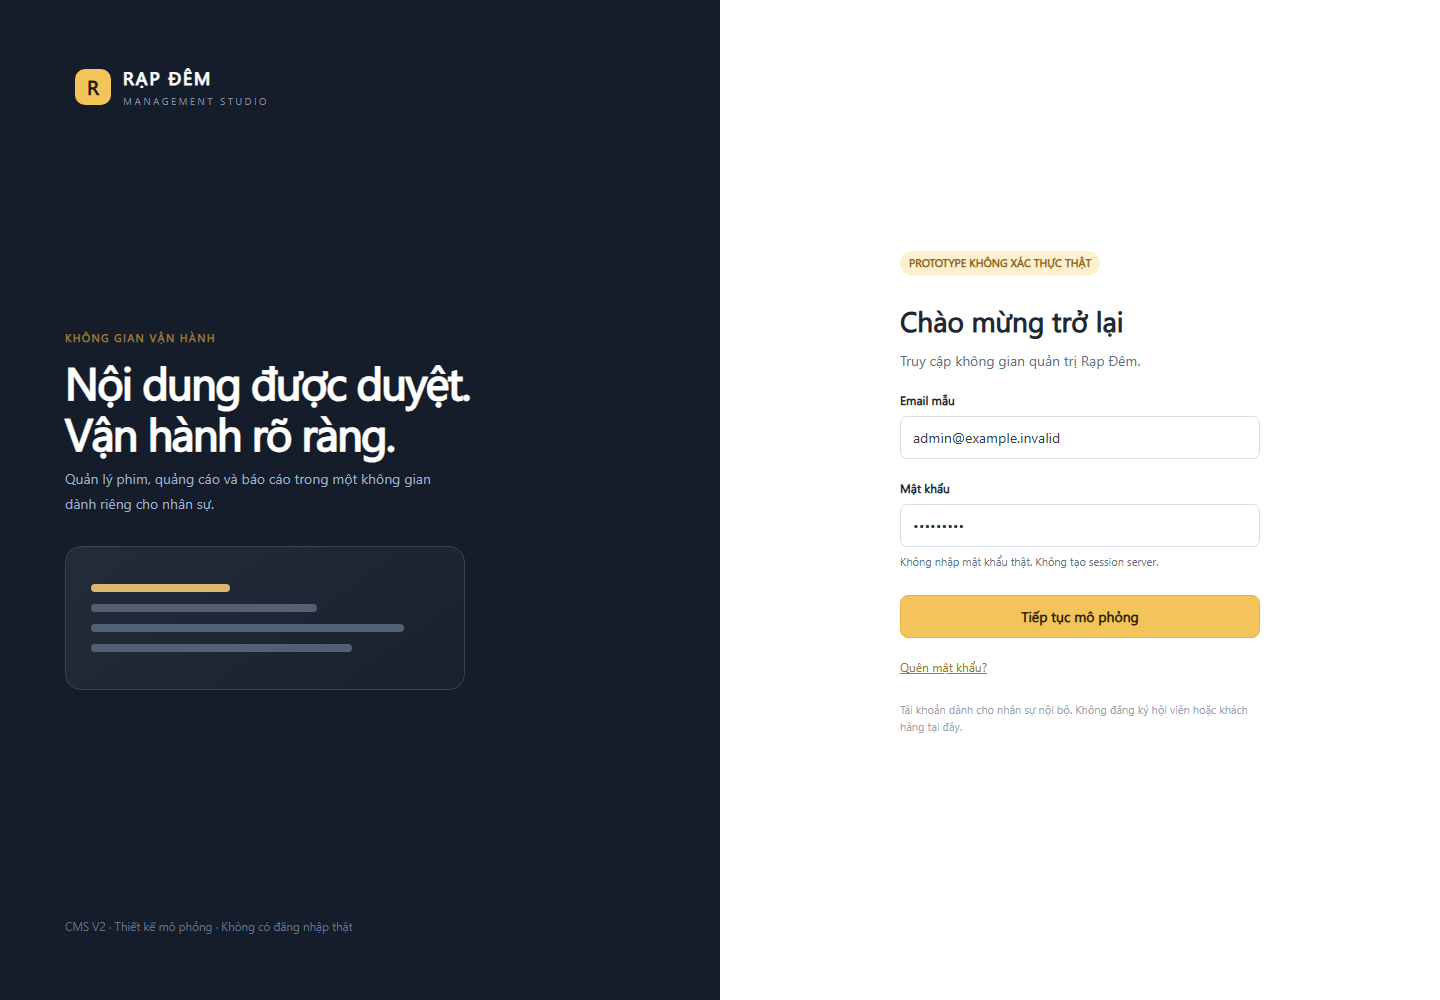 R
RẠP ĐÊM
MANAGEMENT STUDIO
KHÔNG GIAN VẬN HÀNH
Nội dung được duyệt.
Vận hành rõ ràng.
Quản lý phim, quảng cáo và báo cáo trong một không gian
dành riêng cho nhân sự.
CMS V2 · Thiết kế mô phỏng · Không có đăng nhập thật
PROTOTYPE KHÔNG XÁC THỰC THẬT
Chào mừng trở lại
Truy cập không gian quản trị Rạp Đêm.
Email mẫu
admin@example.invalid
Mật khẩu
•••••••••
Không nhập mật khẩu thật. Không tạo session server.
Tiếp tục mô phỏng
Quên mật khẩu?
Tài khoản dành cho nhân sự nội bộ. Không đăng ký hội viên hoặc khách
hàng tại đây.